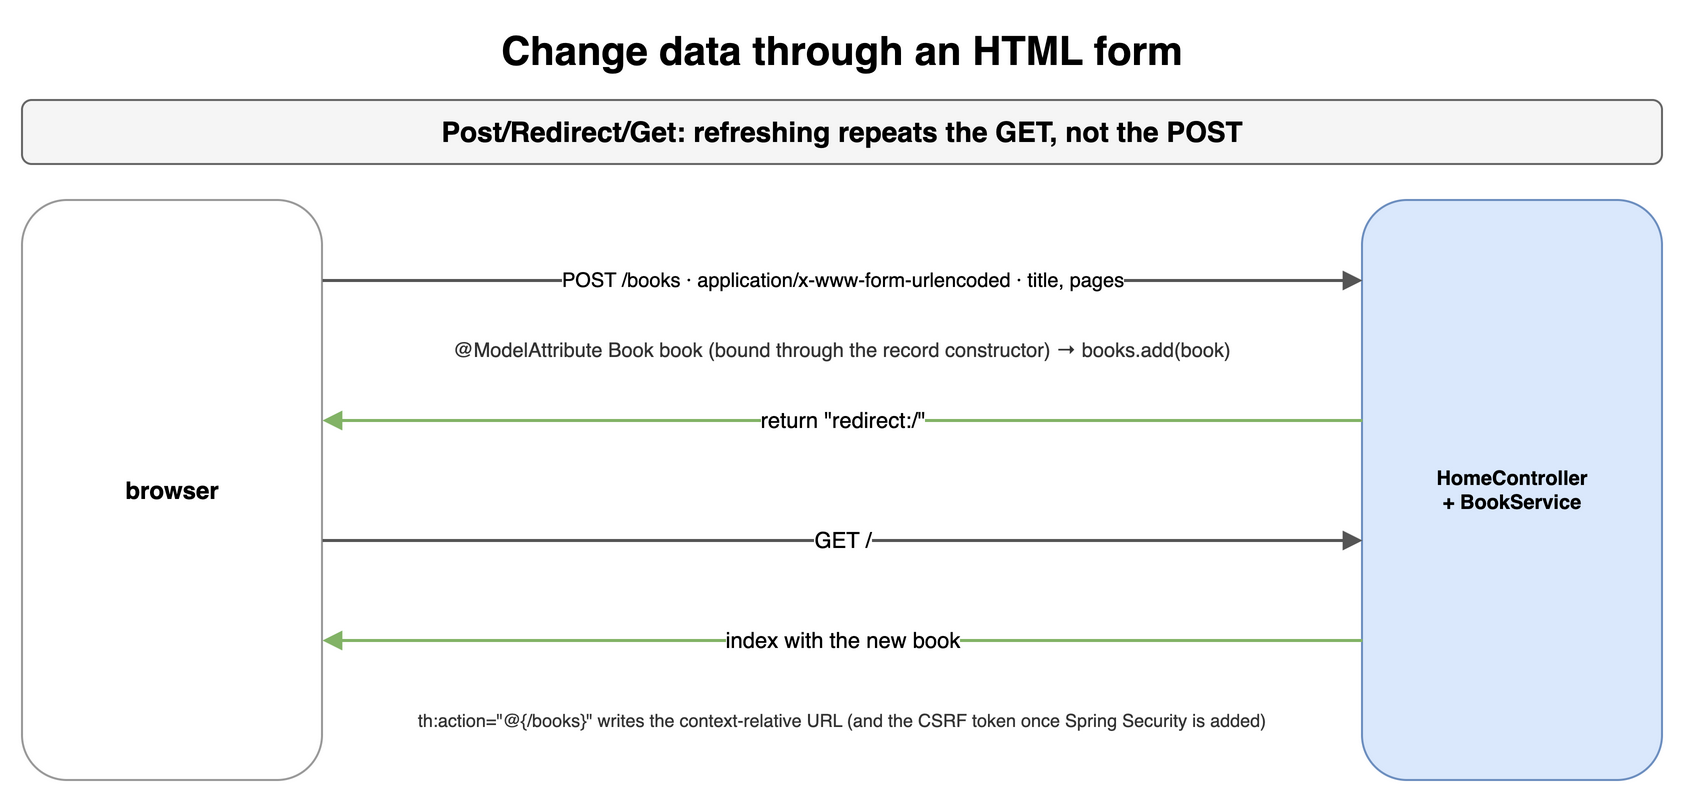 Change data through an HTML form
Post/Redirect/Get: refreshing repeats the GET, not the POST
POST /books · application/x-www-form-urlencoded · title, pages
@ModelAttribute Book book (bound through the record constructor) → books.add(book)
return "redirect:/"
browser
HomeController
+ BookService
GET /
index with the new book
th:action="@{/books}" writes the context-relative URL (and the CSRF token once Spring Security is added)